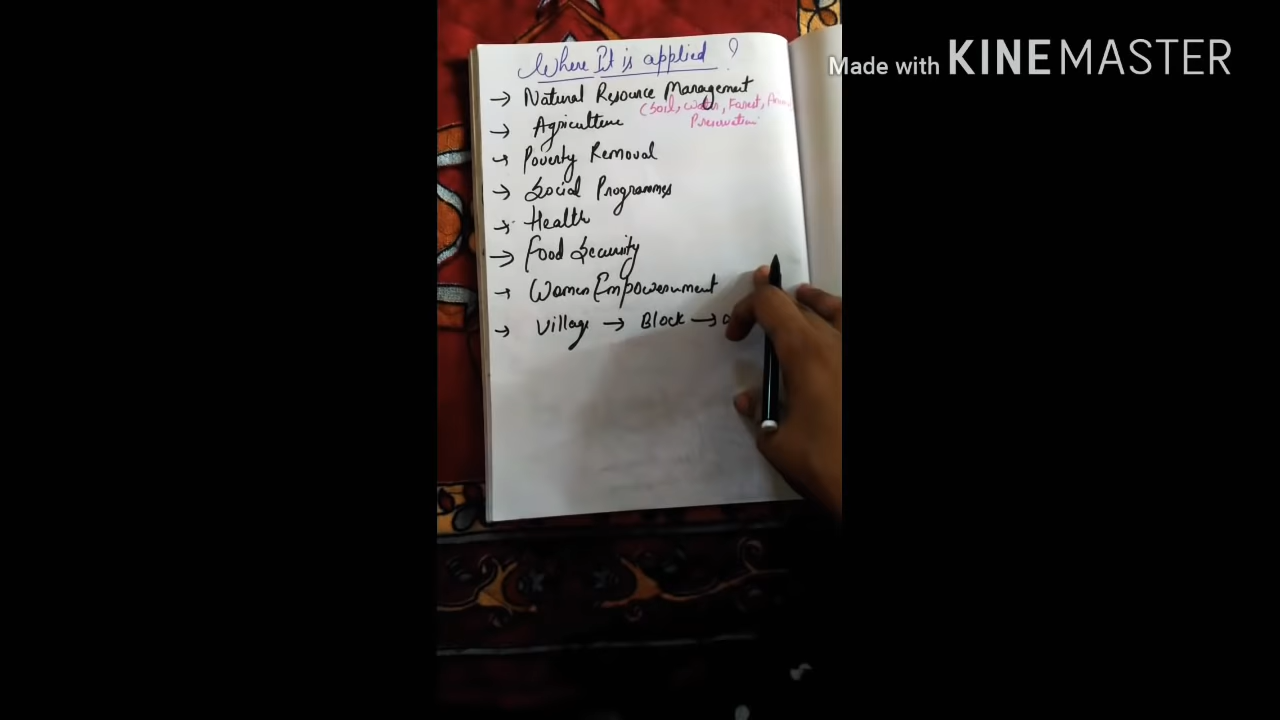 Made with KINEMASTER
Where It is applied ?
→ Natural Resource Management
(Soil, Water, Forest,
Preservation
→ Agriculture
→ Poverty Removal
→ Social Programmes
→ Health
→ Food Security
→ Women Empowerment
→ Village → Block →